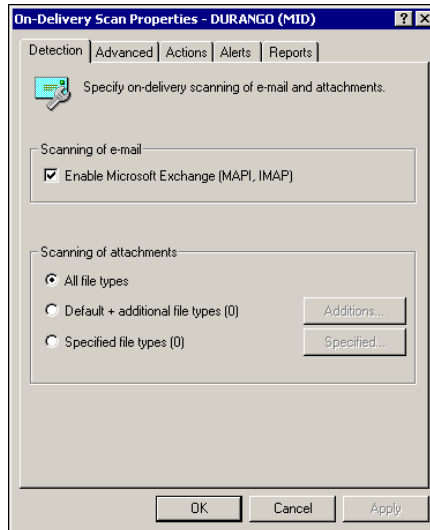 On-Delivery Scan Properties - DURANGO (MID)
Detection Advanced Actions Alerts Reports
Specify on-delivery scanning of e-mail and attachments.
Scanning of e-mail
Enable Microsoft Exchange (MAPI, IMAP)
Scanning of attachments
All file types
Default + additional file types (0) Additions...
Specified file types (0) Specified...
OK Cancel Apply